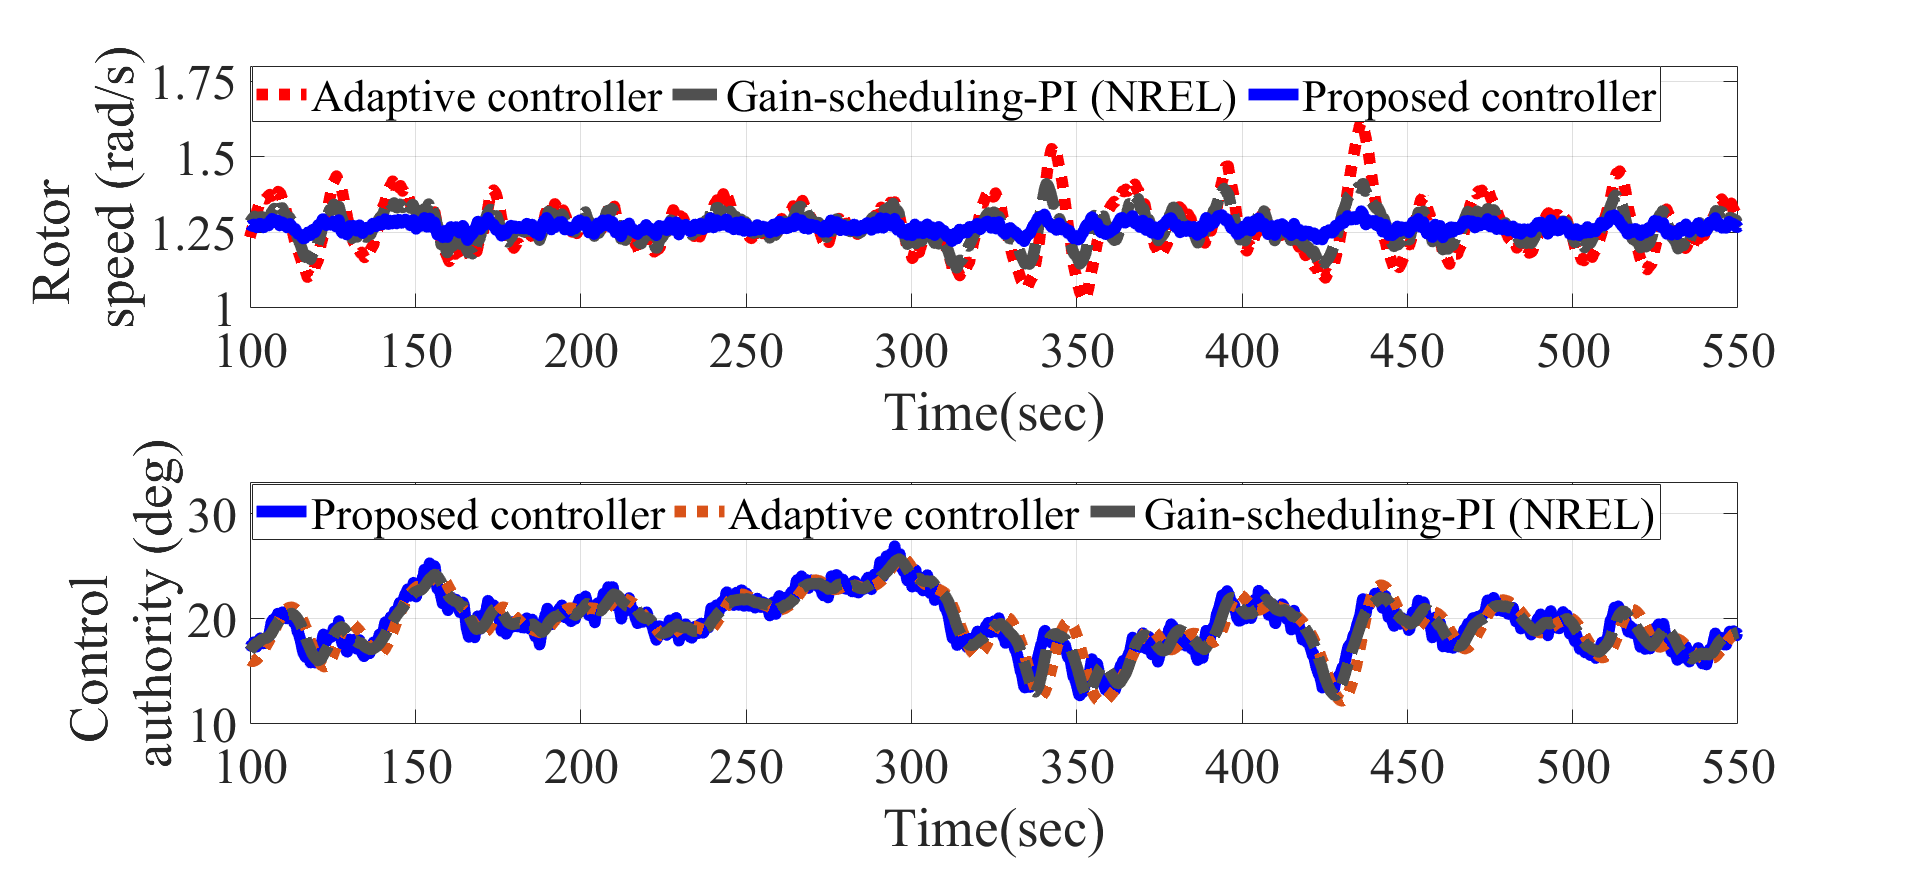 Rotor
speed (rad/s)
1.75
1.5
1.25
1
Adaptive controller Gain-scheduling-PI (NREL) Proposed controller
100 150 200 250 300 350 400 450 500 550
Time(sec)
Control
authority (deg)
30
20
10
Proposed controller Adaptive controller Gain-scheduling-PI (NREL)
100 150 200 250 300 350 400 450 500 550
Time(sec)